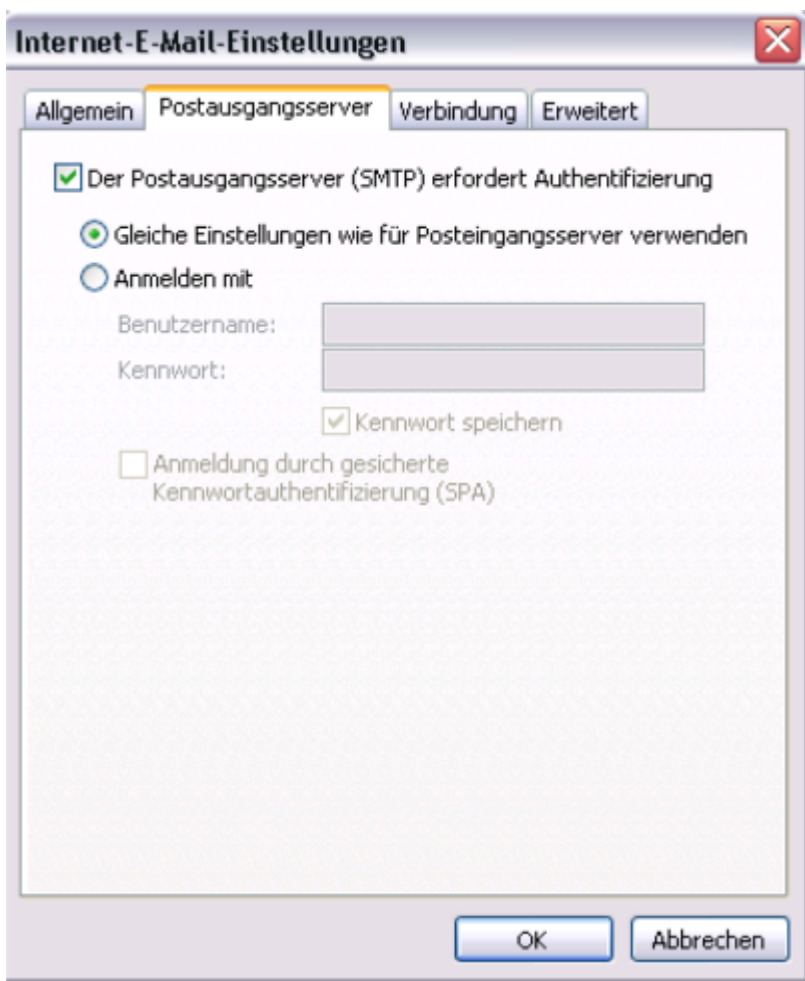 Internet-E-Mail-Einstellungen
Allgemein Postausgangsserver Verbindung Erweitert
Der Postausgangsserver (SMTP) erfordert Authentifizierung
Gleiche Einstellungen wie für Posteingangsserver verwenden
Anmelden mit
Benutzername:
Kennwort:
Kennwort speichern
Anmeldung durch gesicherte
Kennwortauthentifizierung (SPA)
OK Abbrechen